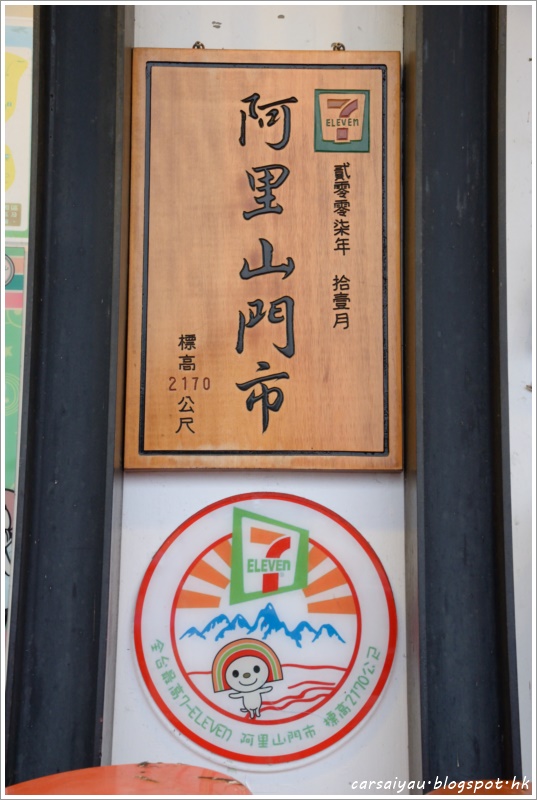 7
ELEVEN
貳零零柒年 拾壹月
阿里山門市
標高
2170
公尺
7
ELEVEN
全台最高7-ELEVEN 阿里山門市 標高2170公尺
carsaiyau.blogspot.hk